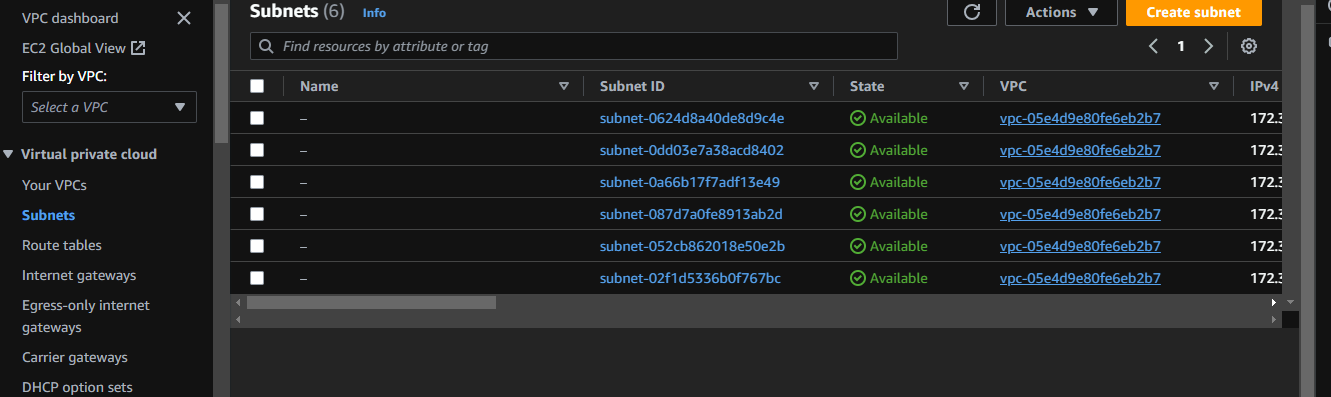 VPC dashboard
EC2 Global View
Filter by VPC:
Select a VPC
Virtual private cloud
Your VPCs
Subnets
Route tables
Internet gateways
Egress-only internet
gateways
Carrier gateways
DHCP option sets
Subnets (6) Info
Actions
Create subnet
Find resources by attribute or tag
1
Name Subnet ID State VPC IPv4
– subnet-0624d8a40de8d9c4e Available vpc-05e4d9e80fe6eb2b7 172.3
– subnet-0dd03e7a38acd8402 Available vpc-05e4d9e80fe6eb2b7 172.3
– subnet-0a66b17f7adf13e49 Available vpc-05e4d9e80fe6eb2b7 172.3
– subnet-087d7a0fe8913ab2d Available vpc-05e4d9e80fe6eb2b7 172.3
– subnet-052cb862018e50e2b Available vpc-05e4d9e80fe6eb2b7 172.3
– subnet-02f1d5336b0f767bc Available vpc-05e4d9e80fe6eb2b7 172.3